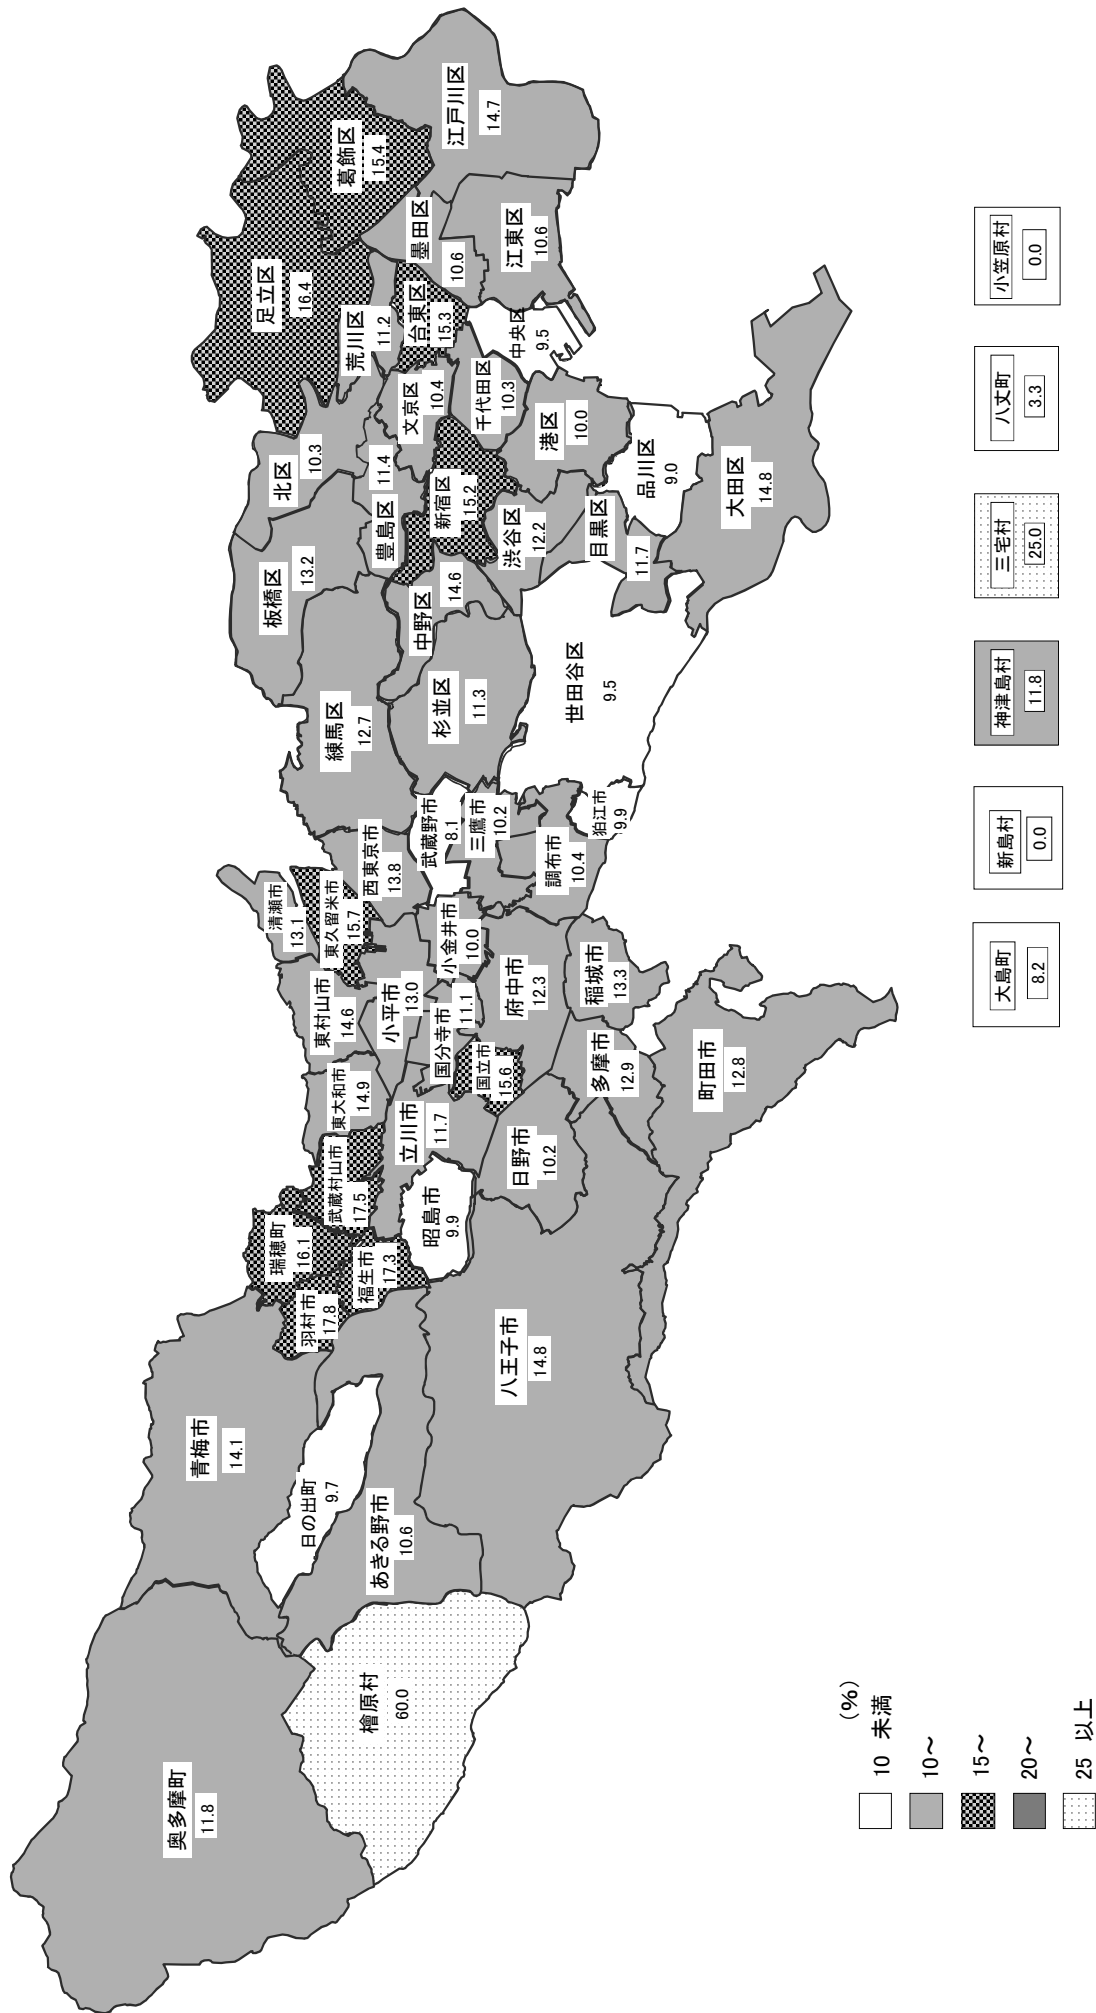 奥多摩町
11.8
檜原村
60.0
青梅市
14.1
日の出町
9.7
あきる野市
10.6
八王子市
14.8
羽村市
17.8
瑞穂町
16.1
福生市
17.3
武蔵村山市
17.5
昭島市
9.9
東大和市
14.9
立川市
11.7
日野市
10.2
東村山市
14.6
小平市
13.0
国分寺市
11.1
国立市
15.6
府中市
12.3
多摩市
12.9
稲城市
13.3
町田市
12.8
清瀬市
13.1
東久留米市
15.7
西東京市
13.8
小金井市
10.0
武蔵野市
8.1
三鷹市
10.2
調布市
10.4
狛江市
9.9
練馬区
12.7
杉並区
11.3
世田谷区
9.5
板橋区
13.2
中野区
14.6
豊島区
11.4
北区
10.3
新宿区
15.2
渋谷区
12.2
目黒区
11.7
品川区
9.0
大田区
14.8
足立区
16.4
荒川区
11.2
文京区
10.4
台東区
15.3
千代田区
10.3
中央区
9.5
港区
10.0
葛飾区
15.4
墨田区
10.6
江東区
10.6
江戸川区
14.7
(%)
10 未満
10～
15～
20～
25 以上
大島町
8.2
新島村
0.0
神津島村
11.8
三宅村
25.0
八丈町
3.3
小笠原村
0.0